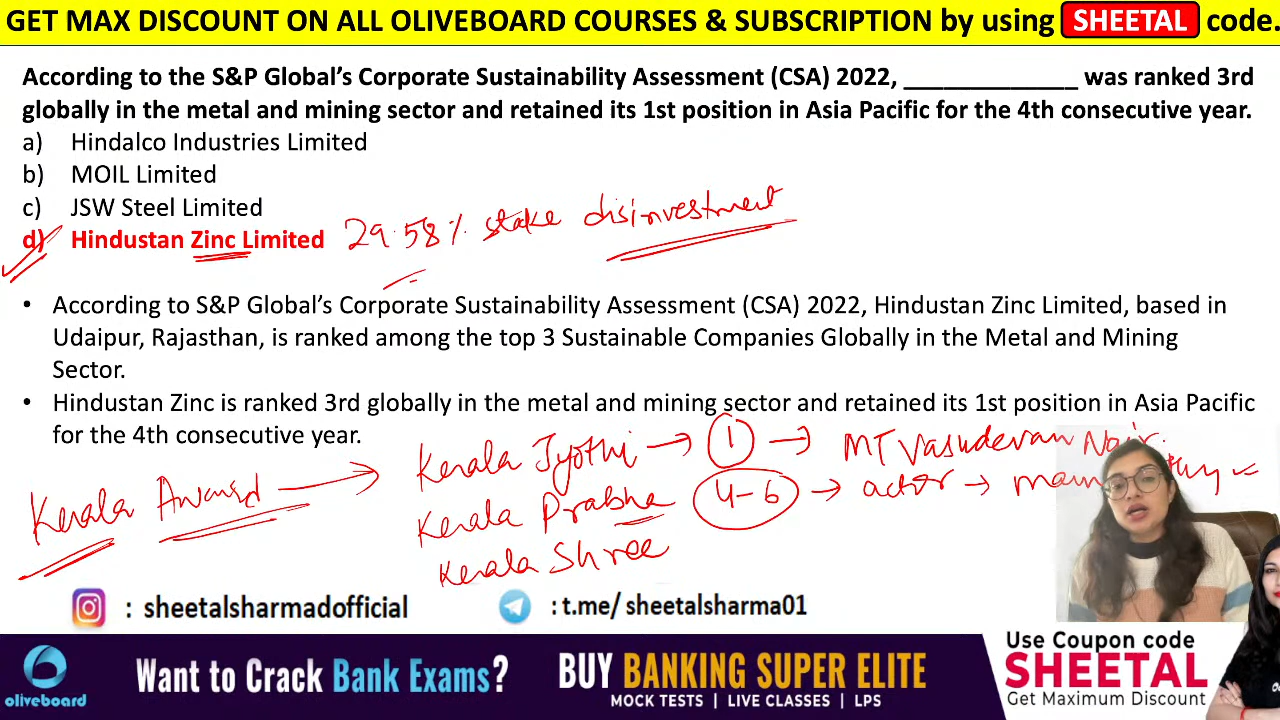 GET MAX DISCOUNT ON ALL OLIVEBOARD COURSES & SUBSCRIPTION by using SHEETAL code.
According to the S&P Global's Corporate Sustainability Assessment (CSA) 2022, ______________ was ranked 3rd
globally in the metal and mining sector and retained its 1st position in Asia Pacific for the 4th consecutive year.
a) Hindalco Industries Limited
b) MOIL Limited
c) JSW Steel Limited
d) Hindustan Zinc Limited 29.58% stake disinvestment
• According to S&P Global's Corporate Sustainability Assessment (CSA) 2022, Hindustan Zinc Limited, based in
Udaipur, Rajasthan, is ranked among the top 3 Sustainable Companies Globally in the Metal and Mining
Sector.
• Hindustan Zinc is ranked 3rd globally in the metal and mining sector and retained its 1st position in Asia Pacific
for the 4th consecutive year.
Kerala Award →
Kerala Jyothi → 1 → MT Vasudevan Nair.
Kerala Prabha 4-6 → actor →
Kerala Shree
: sheetalsharmadofficial
: t.me/ sheetalsharma01
oliveboard
Want to Crack Bank Exams?
BUY BANKING SUPER ELITE
MOCK TESTS | LIVE CLASSES | LPS
Use Coupon code
SHEETAL
Get Maximum Discount